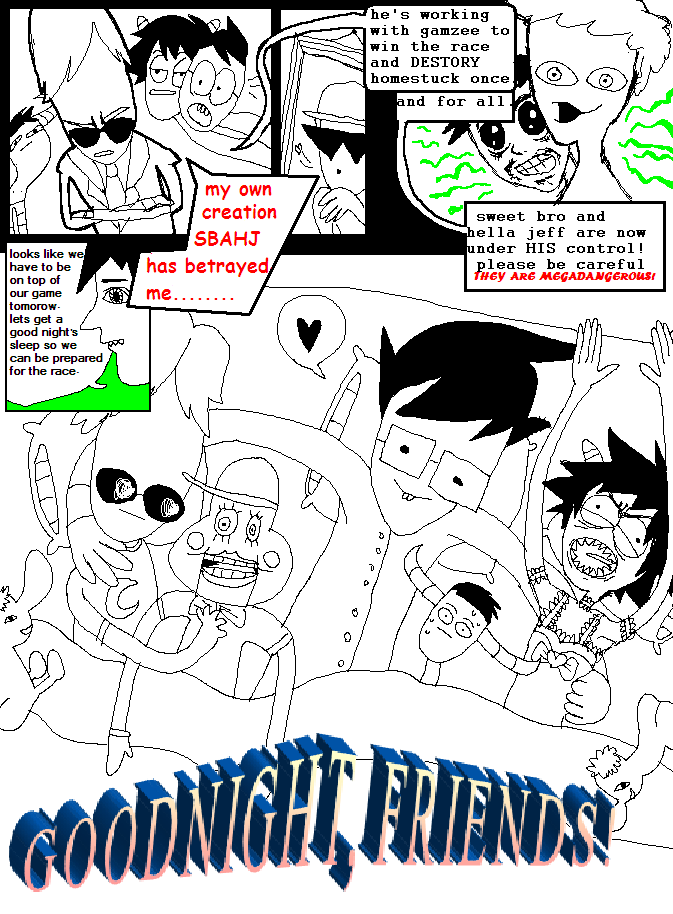 he's working
with gamzee to
win the race
and DESTORY
homestuck once
and for all.
my own
creation
SBAHJ
has betrayed
me........
sweet bro and
hella jeff are now
under HIS control!
please be careful
THEY ARE MEGADANGEROUS!
looks like we
have to be
on top of
our game
tomorow.
lets get a
good night's
sleep so we
can be prepared
for the race.
GOODNIGHT, FRIENDS!